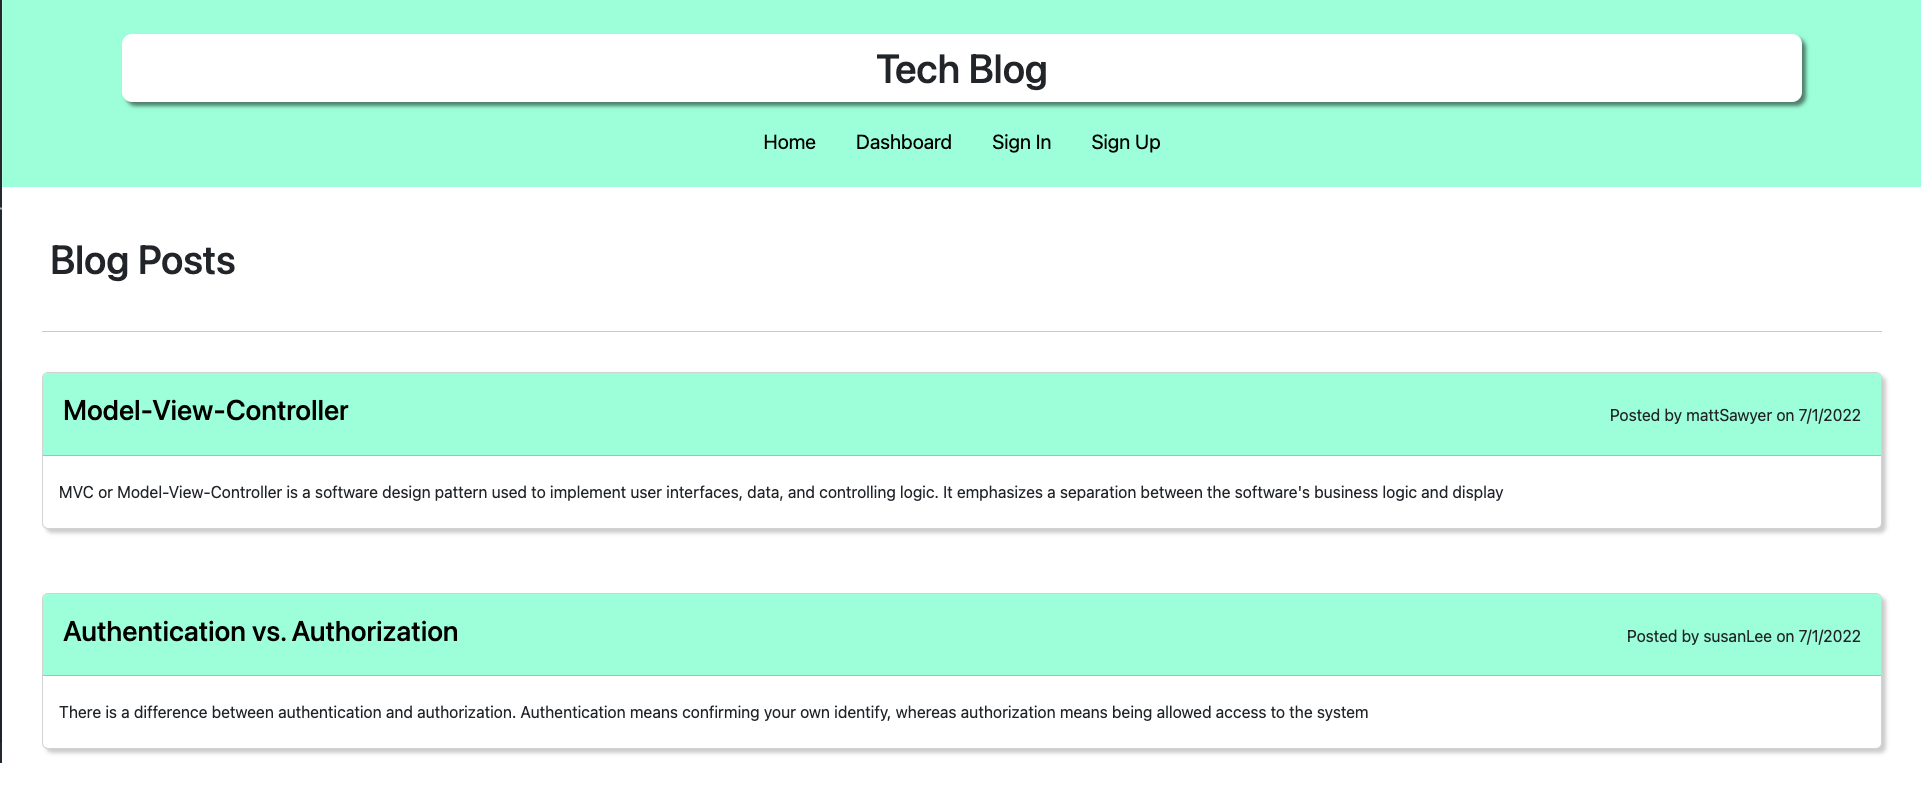 Tech Blog
Home Dashboard Sign In Sign Up
Blog Posts
Model-View-Controller
Posted by mattSawyer on 7/1/2022
MVC or Model-View-Controller is a software design pattern used to implement user interfaces, data, and controlling logic. It emphasizes a separation between the software's business logic and display
Authentication vs. Authorization
Posted by susanLee on 7/1/2022
There is a difference between authentication and authorization. Authentication means confirming your own identify, whereas authorization means being allowed access to the system